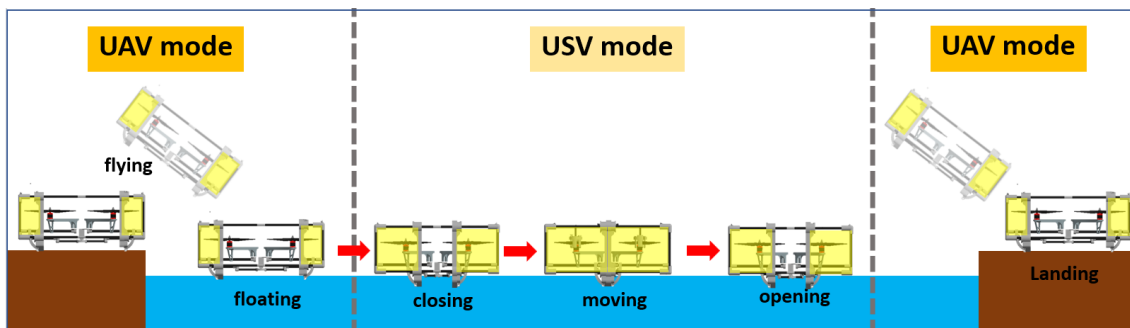 UAV mode
USV mode
UAV mode
flying
floating
closing
moving
opening
Landing